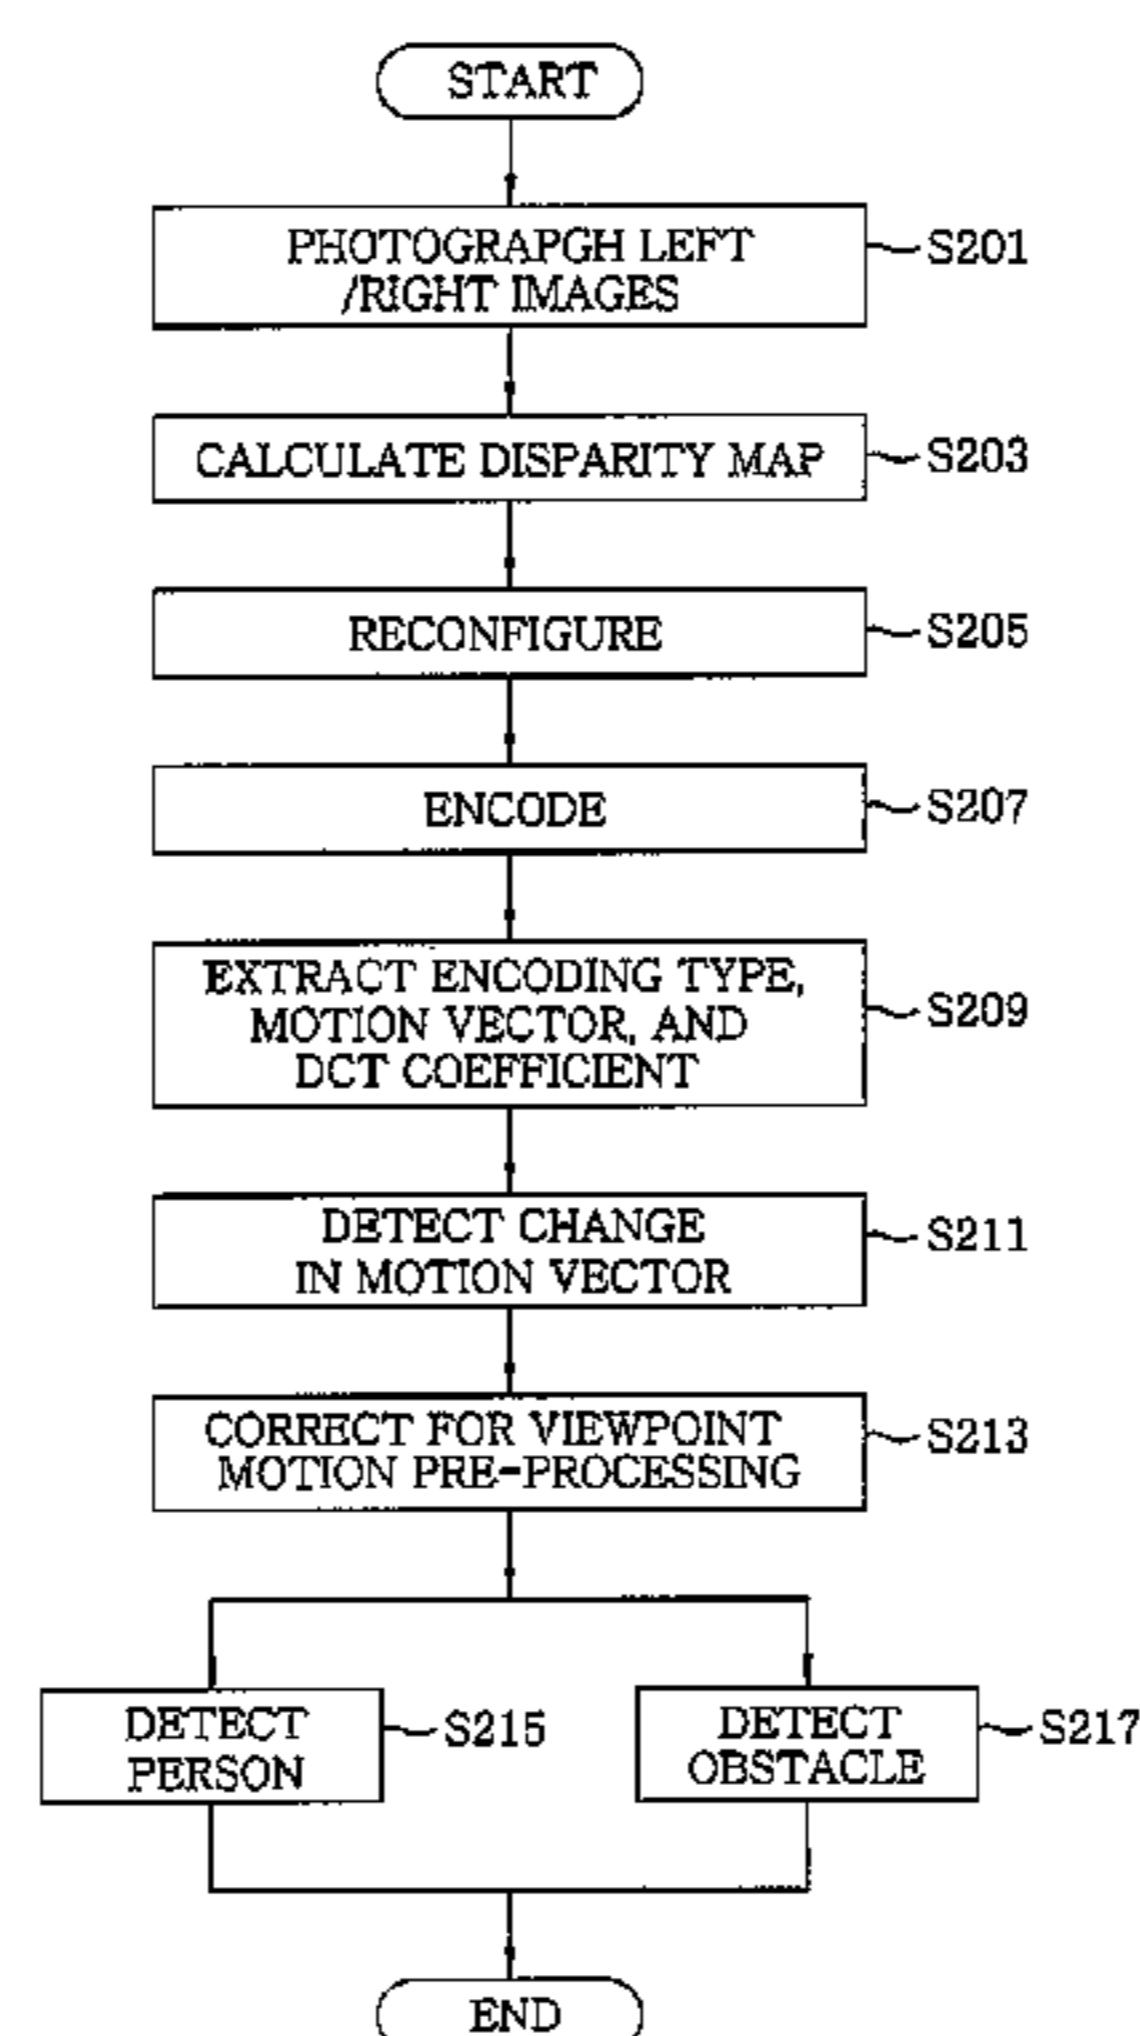 START
PHOTOGRAPGH LEFT
/RIGHT IMAGES
S201
CALCULATE DISPARITY MAP
S203
RECONFIGURE
S205
ENCODE
S207
EXTRACT ENCODING TYPE,
MOTION VECTOR, AND
DCT COEFFICIENT
S209
DETECT CHANGE
IN MOTION VECTOR
S211
CORRECT FOR VIEWPOINT
MOTION PRE-PROCESSING
S213
DETECT
PERSON
S215
DETECT
OBSTACLE
S217
END